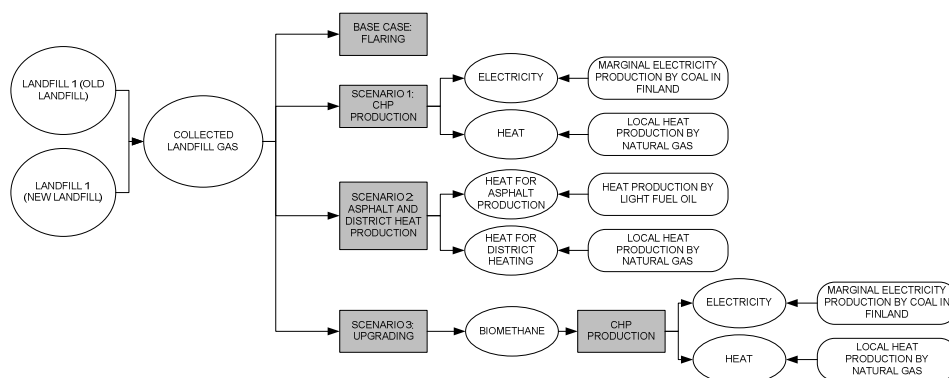 LANDFILL 1 (OLD
LANDFILL)
LANDFILL 1
(NEW LANDFILL)
COLLECTED
LANDFILL GAS
BASE CASE:
FLARING
SCENARIO 1:
CHP
PRODUCTION
ELECTRICITY
MARGINAL ELECTRICITY
PRODUCTION BY COAL IN
FINLAND
HEAT
LOCAL HEAT
PRODUCTION BY
NATURAL GAS
SCENARIO 2:
ASPHALT AND
DISTRICT HEAT
PRODUCTION
HEAT FOR
ASPHALT
PRODUCTION
HEAT PRODUCTION BY
LIGHT FUEL OIL
HEAT FOR
DISTRICT
HEATING
LOCAL HEAT
PRODUCTION BY
NATURAL GAS
SCENARIO 3:
UPGRADING
BIOMETHANE
CHP
PRODUCTION
ELECTRICITY
MARGINAL ELECTRICITY
PRODUCTION BY COAL IN
FINLAND
HEAT
LOCAL HEAT
PRODUCTION BY
NATURAL GAS